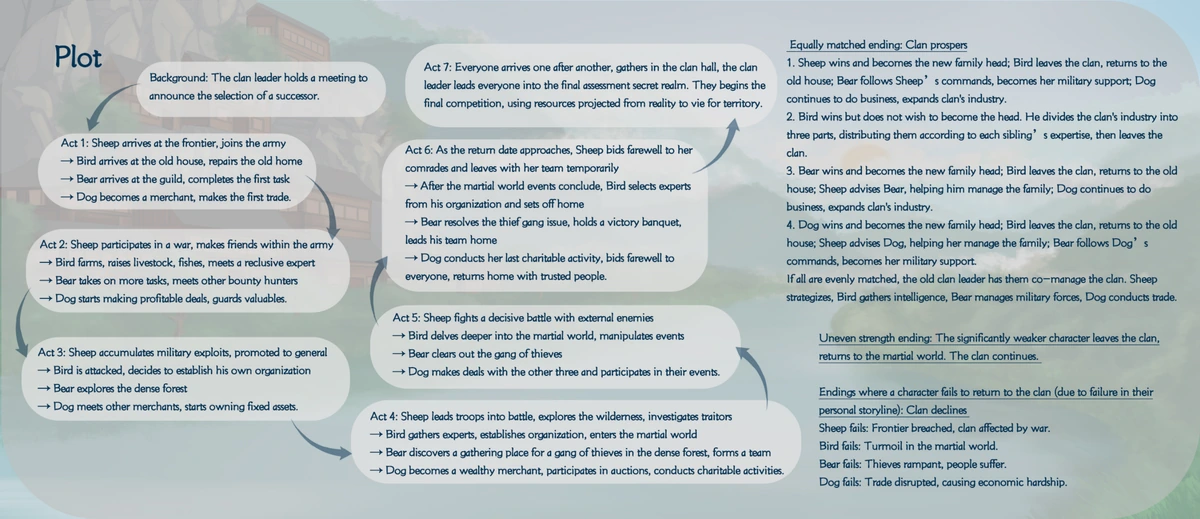 Plot
Background: The clan leader holds a meeting to
announce the selection of a successor.
Act 1: Sheep arrives at the frontier, joins the army
→ Bird arrives at the old house, repairs the old home
→ Bear arrives at the guild, completes the first task
→ Dog becomes a merchant, makes the first trade.
Act 2: Sheep participates in a war, makes friends within the army
→ Bird farms, raises livestock, fishes, meets a reclusive expert
→ Bear takes on more tasks, meets other bounty hunters
→ Dog starts making profitable deals, guards valuables.
Act 3: Sheep accumulates military exploits, promoted to general
→ Bird is attacked, decides to establish his own organization
→ Bear explores the dense forest
→ Dog meets other merchants, starts owning fixed assets.
Act 4: Sheep leads troops into battle, explores the wilderness, investigates traitors
→ Bird gathers experts, establishes organization, enters the martial world
→ Bear discovers a gathering place for a gang of thieves in the dense forest, forms a team
→ Dog becomes a wealthy merchant, participates in auctions, conducts charitable activities.
Act 5: Sheep fights a decisive battle with external enemies
→ Bird delves deeper into the martial world, manipulates events
→ Bear clears out the gang of thieves
→ Dog makes deals with the other three and participates in their events.
Act 6: As the return date approaches, Sheep bids farewell to her
comrades and leaves with her team temporarily
→ After the martial world events conclude, Bird selects experts
from his organization and sets off home
→ Bear resolves the thief gang issue, holds a victory banquet,
leads his team home
→ Dog conducts her last charitable activity, bids farewell to
everyone, returns home with trusted people.
Act 7: Everyone arrives one after another, gathers in the clan hall, the clan
leader leads everyone into the final assessment secret realm. They begins the
final competition, using resources projected from reality to vie for territory.
Equally matched ending: Clan prospers
1. Sheep wins and becomes the new family head; Bird leaves the clan, returns to the
old house; Bear follows Sheep’s commands, becomes her military support; Dog
continues to do business, expands clan's industry.
2. Bird wins but does not wish to become the head. He divides the clan's industry into
three parts, distributing them according to each sibling’s expertise, then leaves the
clan.
3. Bear wins and becomes the new family head; Bird leaves the clan, returns to the old
house; Sheep advises Bear, helping him manage the family; Dog continues to do
business, expands clan's industry.
4. Dog wins and becomes the new family head; Bird leaves the clan, returns to the old
house; Sheep advises Dog, helping her manage the family; Bear follows Dog’s
commands, becomes her military support.
If all are evenly matched, the old clan leader has them co-manage the clan. Sheep
strategizes, Bird gathers intelligence, Bear manages military forces, Dog conducts trade.
Uneven strength ending: The significantly weaker character leaves the clan,
returns to the martial world. The clan continues.
Endings where a character fails to return to the clan (due to failure in their
personal storyline): Clan declines
Sheep fails: Frontier breached, clan affected by war.
Bird fails: Turmoil in the martial world.
Bear fails: Thieves rampant, people suffer.
Dog fails: Trade disrupted, causing economic hardship.